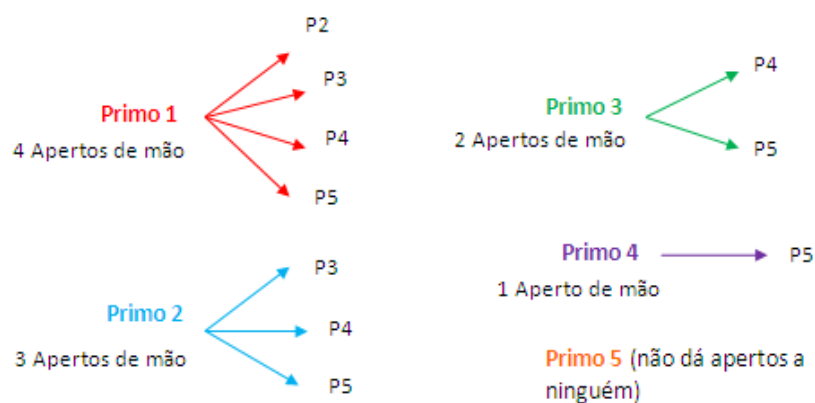 P2
P3
Primo 1
4 Apertos de mão
P4
P5
P3
Primo 2
3 Apertos de mão
P4
P5
P4
Primo 3
2 Apertos de mão
P5
Primo 4
P5
1 Aperto de mão
Primo 5 (não dá apertos a
ninguém)